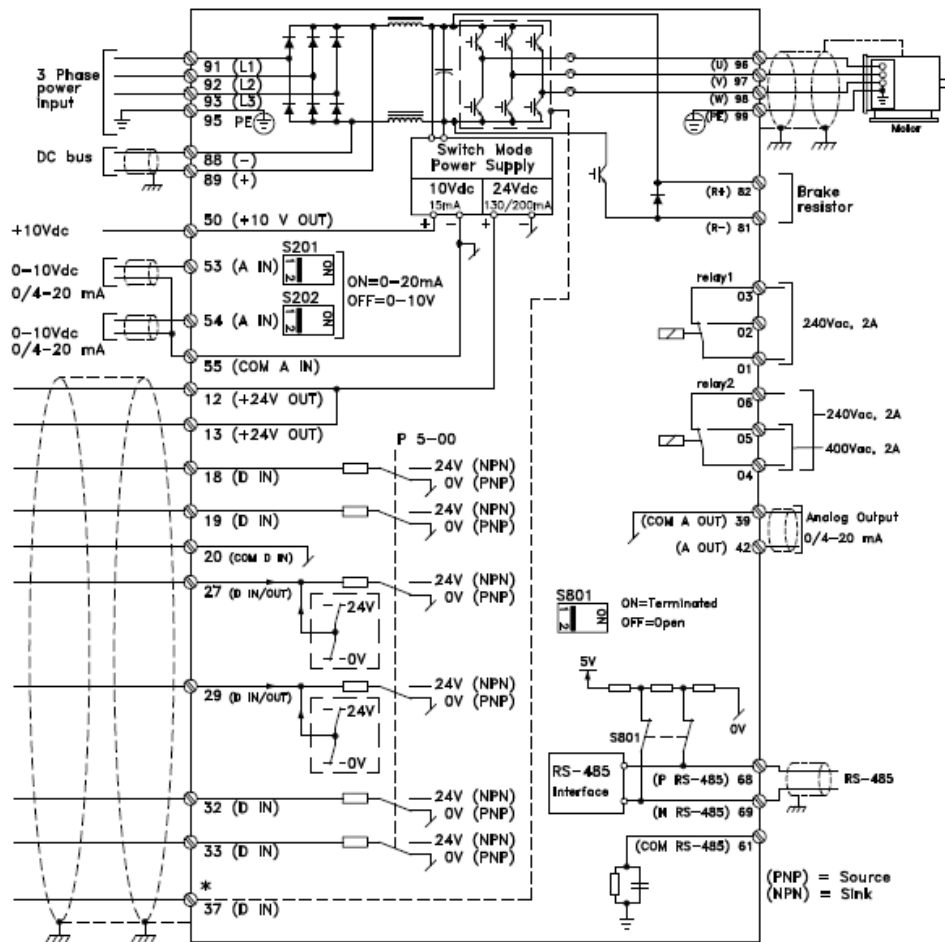 3 Phase
power
input
91 (L1)
92 (L2)
93 (L3)
95 PE
DC bus
88 (-)
89 (+)
+10Vdc
50 (+10 V OUT)
0-10Vdc
0/4-20 mA
53 (A IN)
0-10Vdc
0/4-20 mA
54 (A IN)
55 (COM A IN)
12 (+24V OUT)
13 (+24V OUT)
18 (D IN)
19 (D IN)
20 (COM D IN)
27 (D IN/OUT)
29 (D IN/OUT)
32 (D IN)
33 (D IN)
*
37 (D IN)
S201
1 2
ON
S202
1 2
ON
ON=0-20mA
OFF=0-10V
Switch Mode
Power Supply
10Vdc
15mA
24Vdc
130/200mA
+ - + -
P 5-00
24V (NPN)
0V (PNP)
24V (NPN)
0V (PNP)
24V (NPN)
0V (PNP)
24V
0V
24V (NPN)
0V (PNP)
24V
0V
24V (NPN)
0V (PNP)
24V (NPN)
0V (PNP)
(U) 96
(V) 97
(W) 98
(PE) 99
Motor
(R+) 82
(R-) 81
Brake
resistor
relay1
03
02
01
240Vac, 2A
relay2
06
05
04
240Vac, 2A
400Vac, 2A
(COM A OUT) 39
(A OUT) 42
Analog Output
0/4-20 mA
S801
1 2
ON
ON=Terminated
OFF=Open
5V
0V
S801
RS-485
Interface
(P RS-485) 68
(N RS-485) 69
(COM RS-485) 61
RS-485
(PNP) = Source
(NPN) = Sink